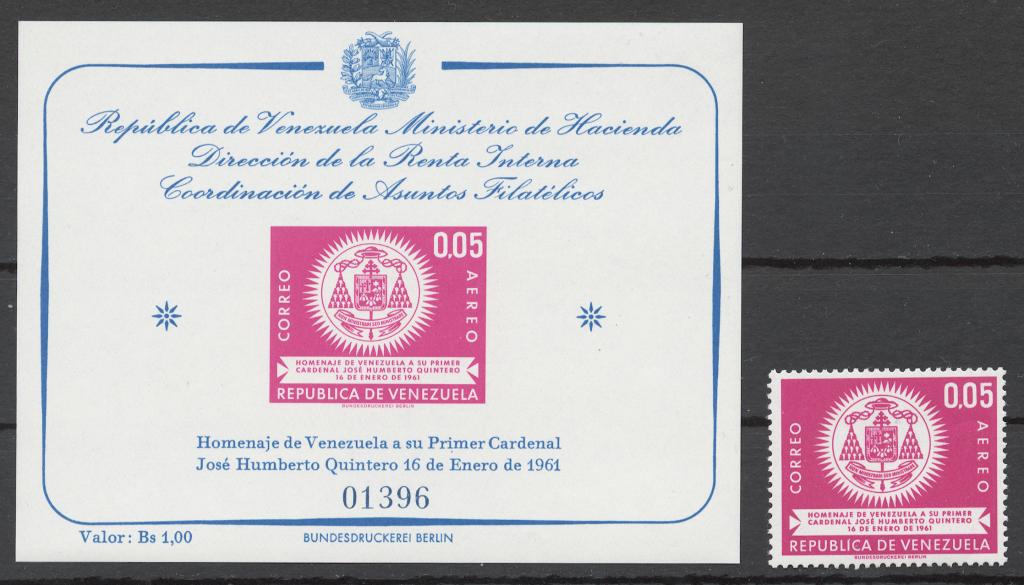 República de Venezuela Ministerio de Hacienda
Dirección de la Renta Interna
Coordinación de Asuntos Filatélicos
0,05
CORREO
AEREO
HOMENAJE DE VENEZUELA A SU PRIMER
CARDENAL JOSÉ HUMBERTO QUINTERO
16 DE ENERO DE 1961
REPUBLICA DE VENEZUELA
BUNDESDRUCKEREI BERLIN
Homenaje de Venezuela a su Primer Cardenal
José Humberto Quintero 16 de Enero de 1961
01396
Valor: Bs 1,00
BUNDESDRUCKEREI BERLIN
0,05
CORREO
AEREO
HOMENAJE DE VENEZUELA A SU PRIMER
CARDENAL JOSÉ HUMBERTO QUINTERO
16 DE ENERO DE 1961
REPUBLICA DE VENEZUELA
BUNDESDRUCKEREI BERLIN